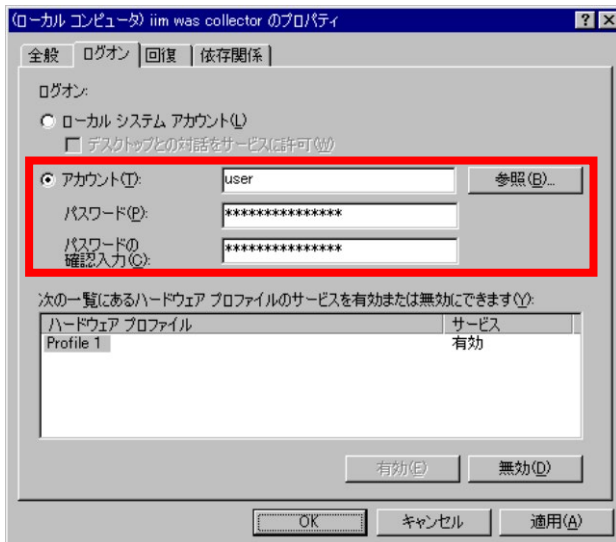 (ローカル コンピュータ) iim was collector のプロパティ
全般 ログオン 回復 依存関係
ログオン:
ローカル システム アカウント(L)
デスクトップとの対話をサービスに許可(W)
アカウント(T): user 参照(B)...
パスワード(P): ***************
パスワードの
確認入力(C): ***************
次の一覧にあるハードウェア プロファイルのサービスを有効または無効にできます(Y):
ハードウェア プロファイル サービス
Profile 1 有効
有効(E) 無効(D)
OK キャンセル 適用(A)